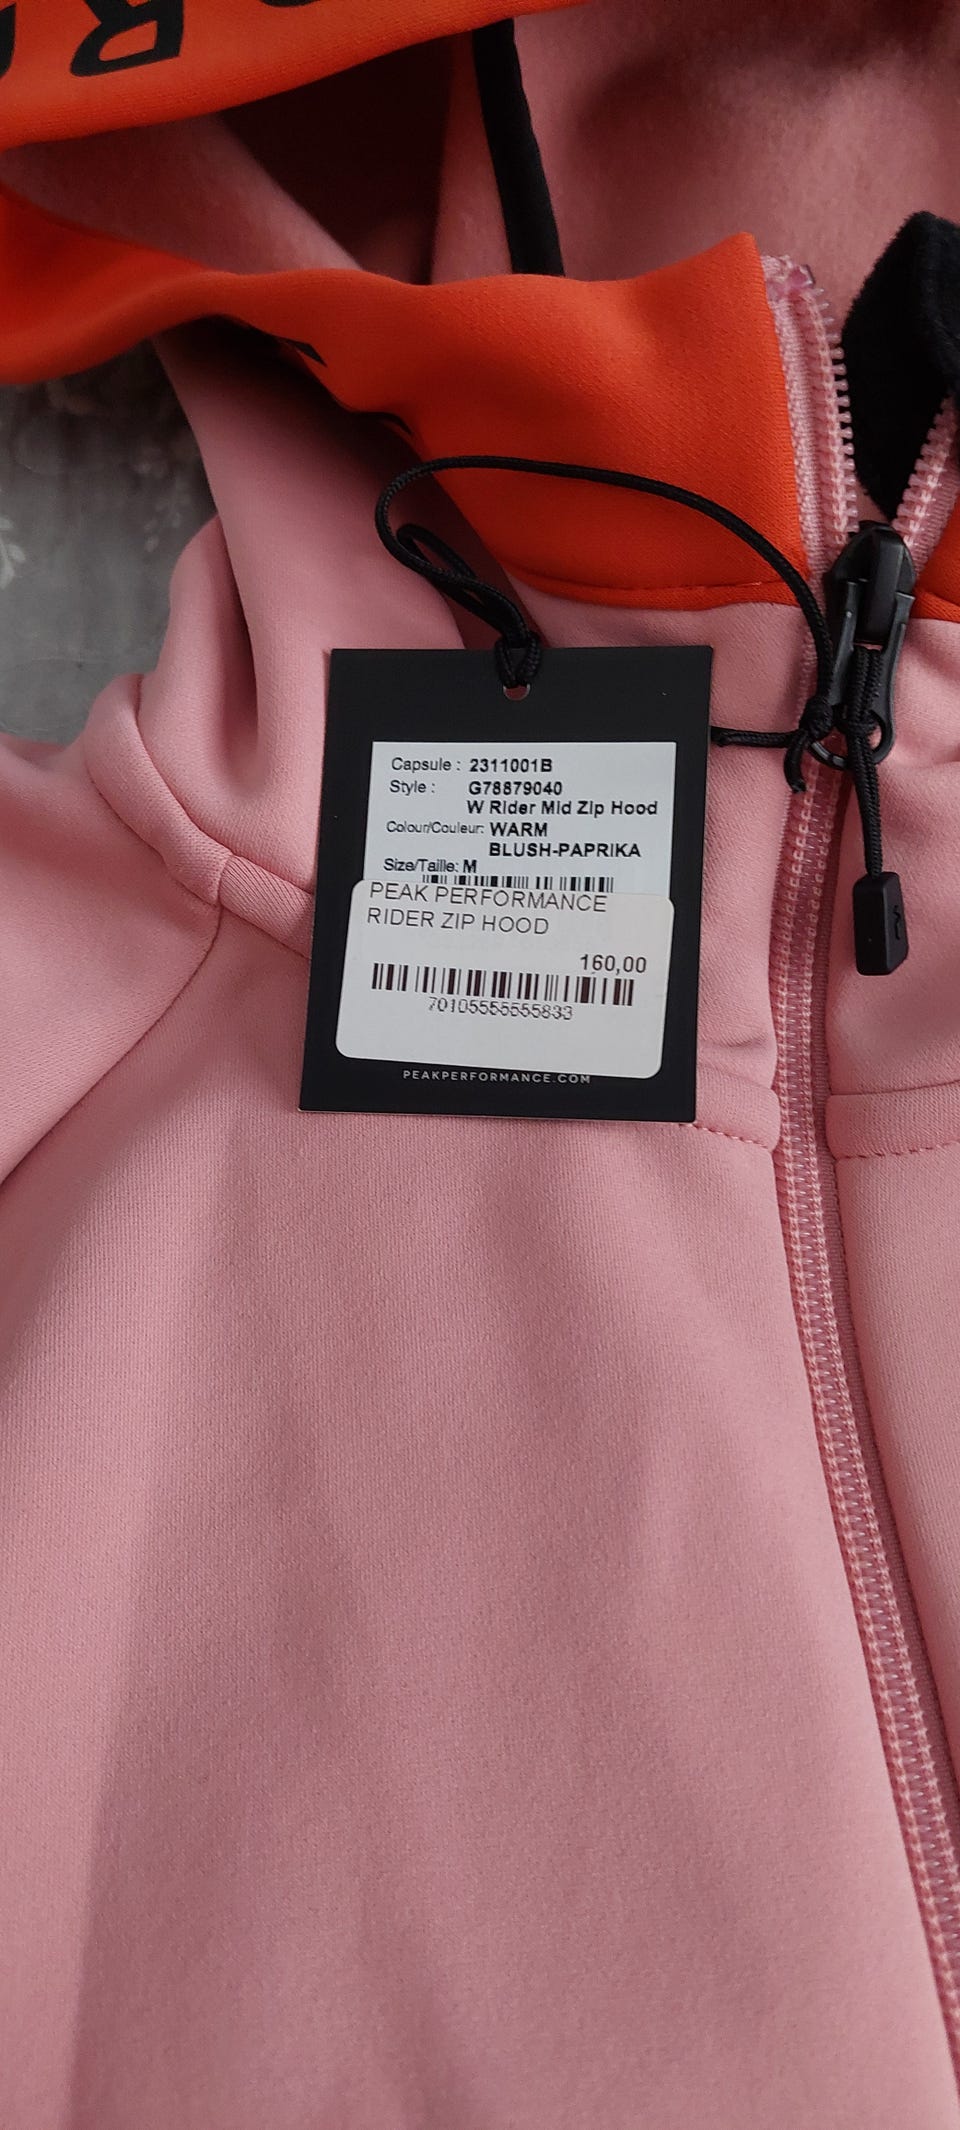 R
Capsule : 2311001B
Style : G78879040
W Rider Mid Zip Hood
Colour/Couleur: WARM
BLUSH-PAPRIKA
Size/Taille: M
PEAK PERFORMANCE
RIDER ZIP HOOD
160,00
70105555555833
PEAKPERFORMANCE.COM